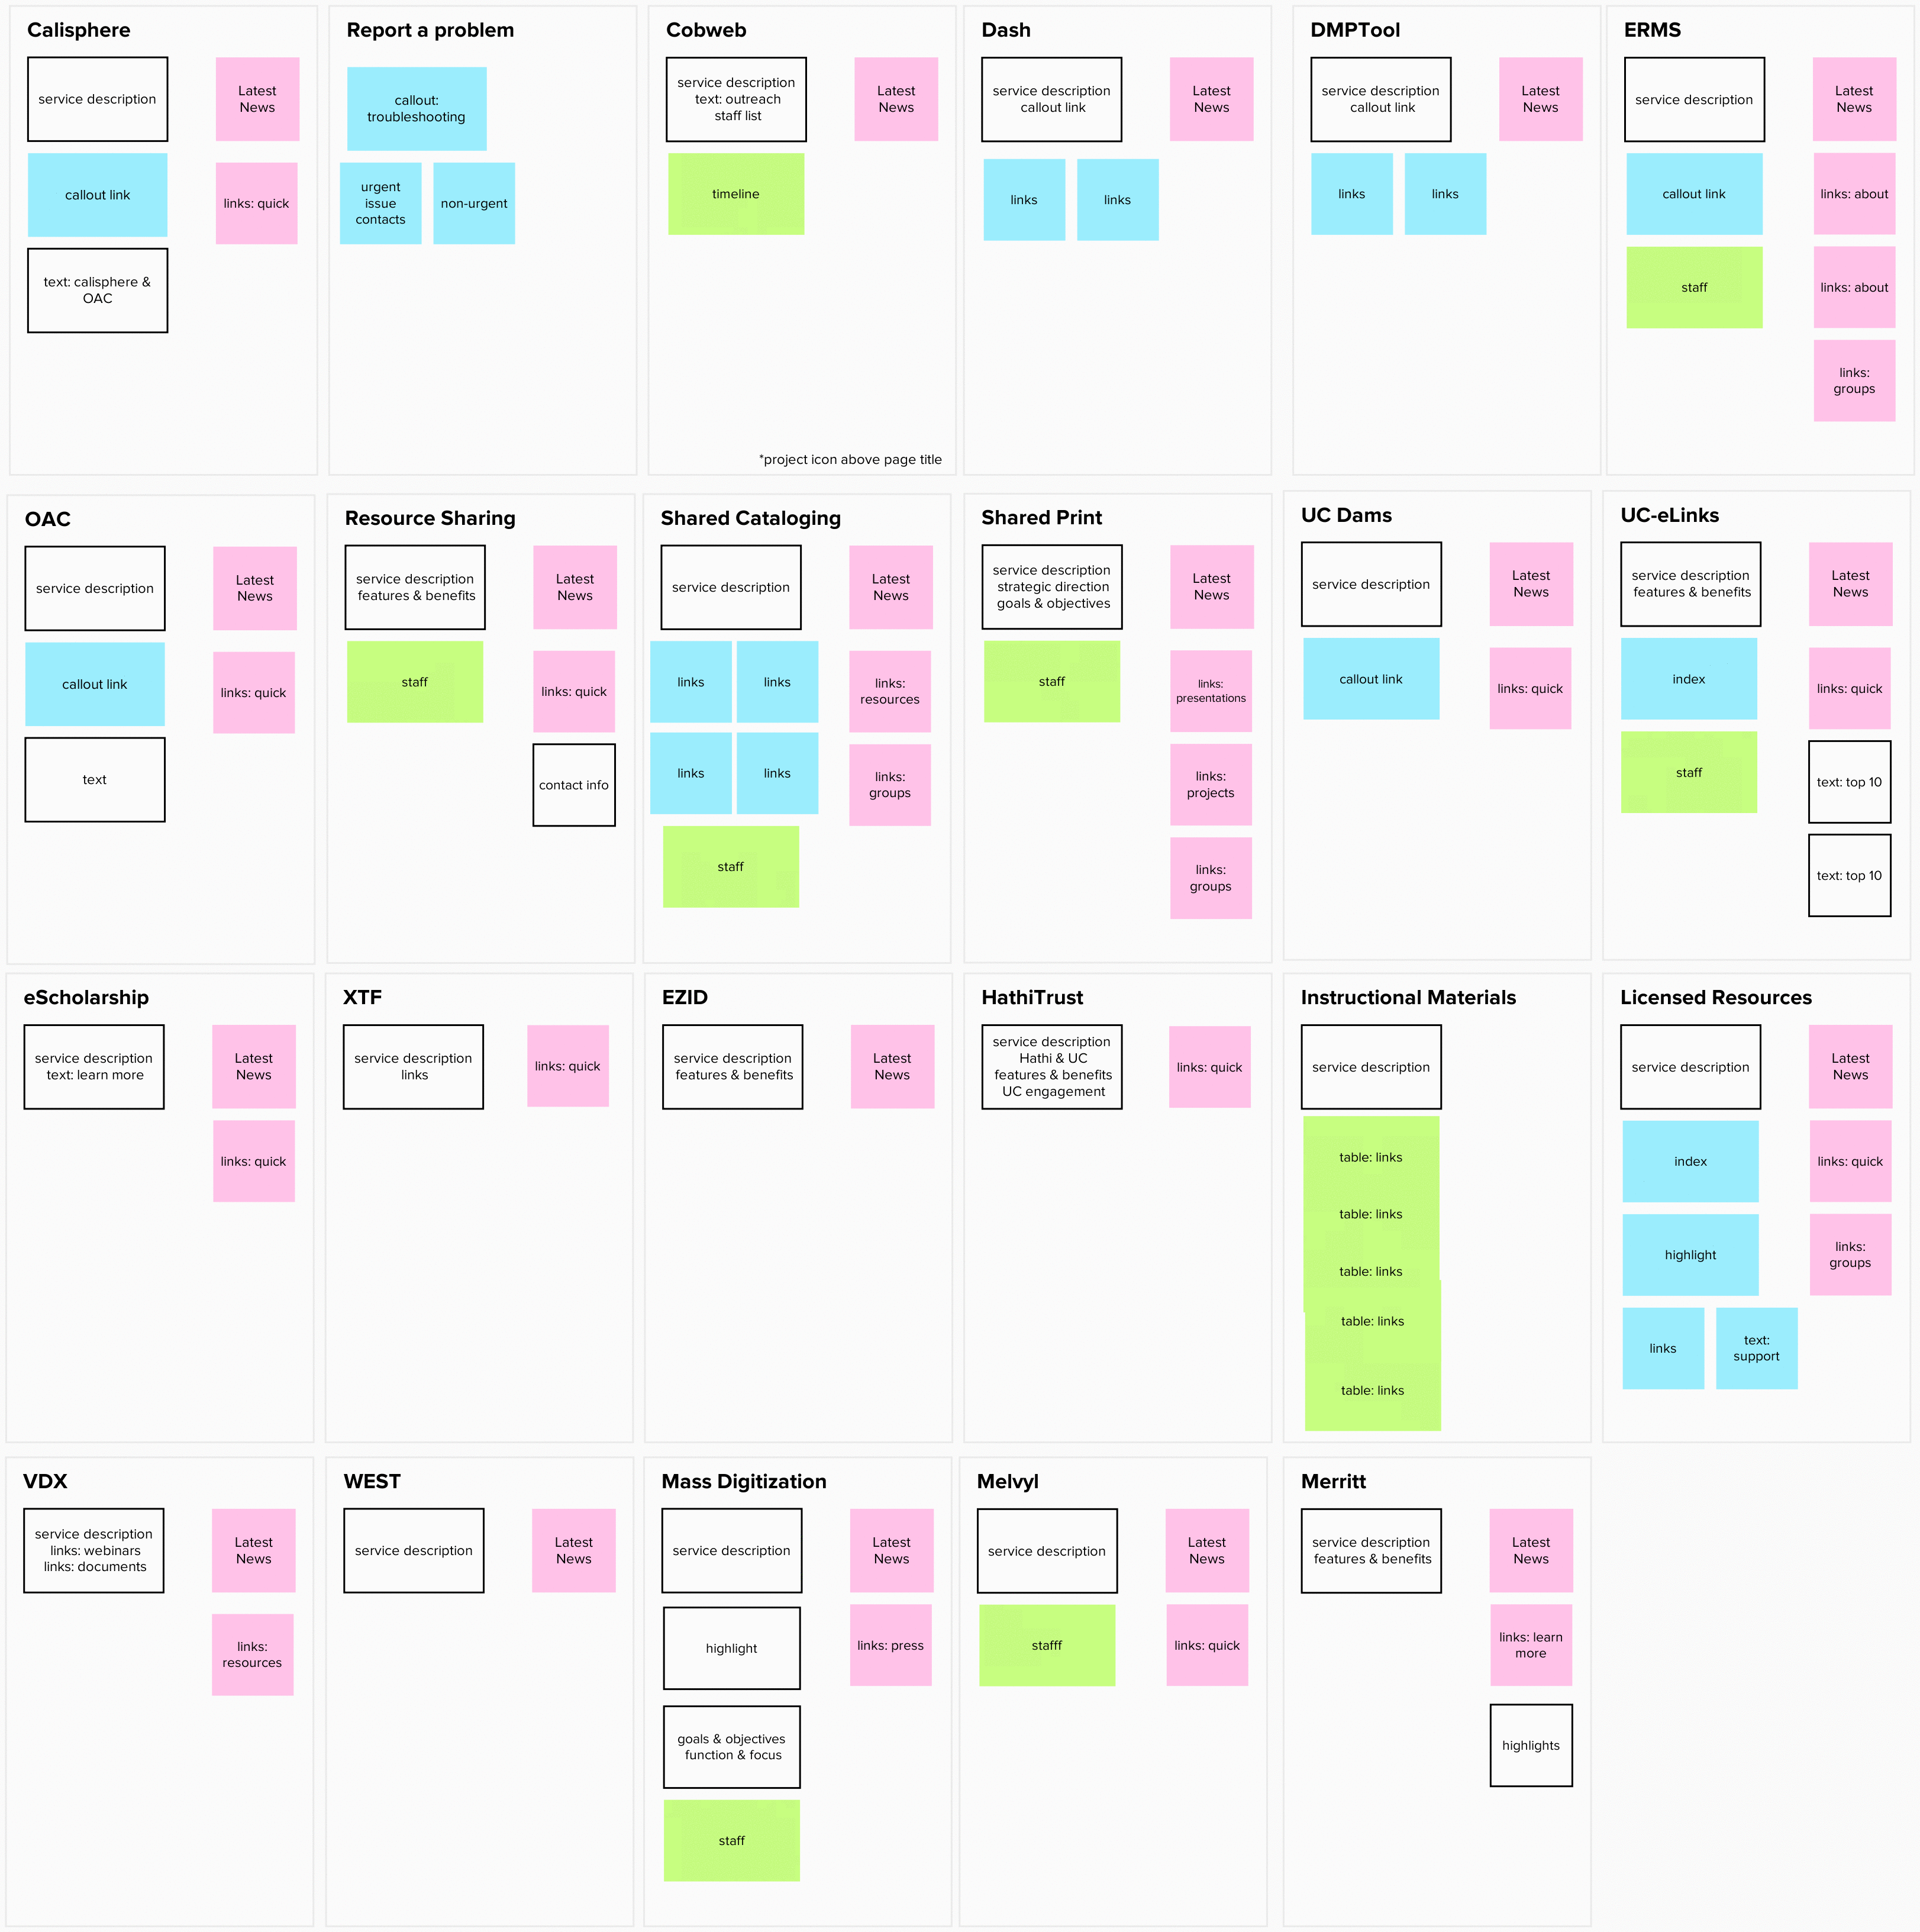 Calisphere
service description
Latest
News
callout link
links: quick
text: calisphere &
OAC
Report a problem
callout:
troubleshooting
urgent
issue
contacts
non-urgent
Cobweb
service description
text: outreach
staff list
Latest
News
timeline
*project icon above page title
Dash
service description
callout link
Latest
News
links
links
DMPTool
service description
callout link
Latest
News
links
links
ERMS
service description
Latest
News
callout link
links: about
staff
links: about
links:
groups
OAC
service description
Latest
News
callout link
links: quick
text
Resource Sharing
service description
features & benefits
Latest
News
staff
links: quick
contact info
Shared Cataloging
service description
Latest
News
links
links
links:
resources
links
links
links:
groups
staff
Shared Print
service description
strategic direction
goals & objectives
Latest
News
staff
links:
presentations
links:
projects
links:
groups
UC Dams
service description
Latest
News
callout link
links: quick
UC-eLinks
service description
features & benefits
Latest
News
index
links: quick
staff
text: top 10
text: top 10
eScholarship
service description
text: learn more
Latest
News
links: quick
XTF
service description
links
links: quick
EZID
service description
features & benefits
Latest
News
HathiTrust
service description
Hathi & UC
features & benefits
UC engagement
links: quick
Instructional Materials
service description
table: links
table: links
table: links
table: links
table: links
Licensed Resources
service description
Latest
News
index
links: quick
highlight
links:
groups
links
text:
support
VDX
service description
links: webinars
links: documents
Latest
News
links:
resources
WEST
service description
Latest
News
Mass Digitization
service description
Latest
News
highlight
links: press
goals & objectives
function & focus
staff
Melvyl
service description
Latest
News
stafff
links: quick
Merritt
service description
features & benefits
Latest
News
links: learn
more
highlights